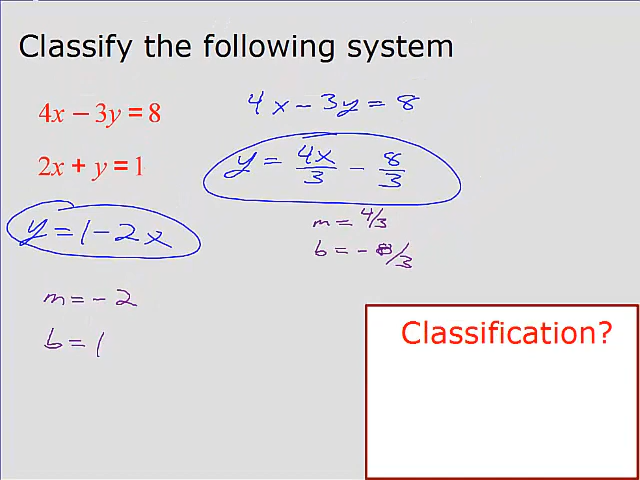 Classify the following system
4x − 3y = 8
2x + y = 1
y = 1 - 2x
m = - 2
b = 1
4x - 3y = 8
y = 4x/3 - 8/3
m = 4/3
b = - 8/3
Classification?